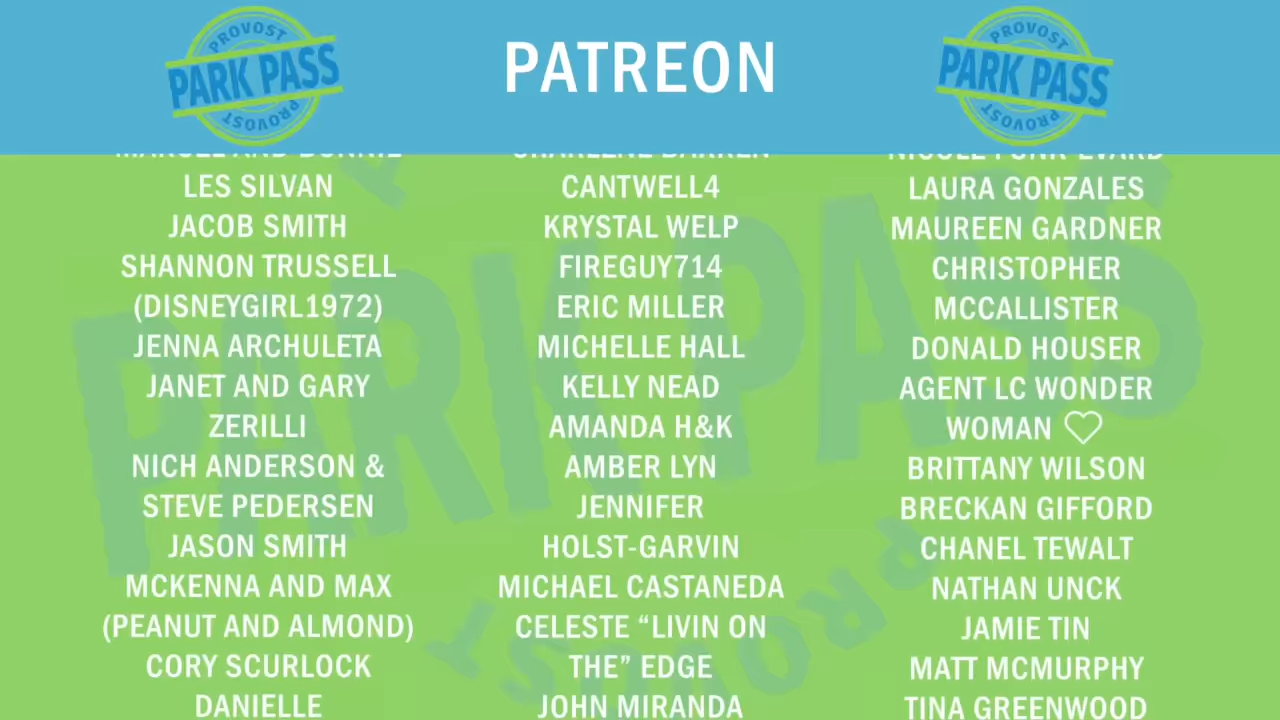 PROVOST
PARK PASS
PROVOST
PATREON
PROVOST
PARK PASS
PROVOST
LES SILVAN
JACOB SMITH
SHANNON TRUSSELL
(DISNEYGIRL1972)
JENNA ARCHULETA
JANET AND GARY
ZERILLI
NICH ANDERSON &
STEVE PEDERSEN
JASON SMITH
MCKENNA AND MAX
(PEANUT AND ALMOND)
CORY SCURLOCK
DANIELLE
CANTWELL4
KRYSTAL WELP
FIREGUY714
ERIC MILLER
MICHELLE HALL
KELLY NEAD
AMANDA H&K
AMBER LYN
JENNIFER
HOLST-GARVIN
MICHAEL CASTANEDA
CELESTE “LIVIN ON
THE” EDGE
JOHN MIRANDA
LAURA GONZALES
MAUREEN GARDNER
CHRISTOPHER
MCCALLISTER
DONALD HOUSER
AGENT LC WONDER
WOMAN ♡
BRITTANY WILSON
BRECKAN GIFFORD
CHANEL TEWALT
NATHAN UNCK
JAMIE TIN
MATT MCMURPHY
TINA GREENWOOD
PARK PASS
PROVOST